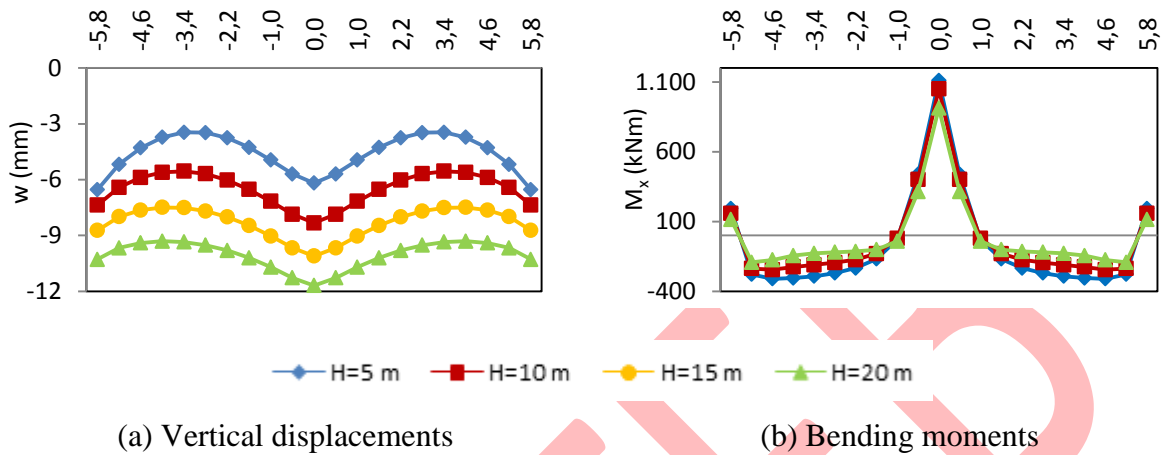 -5,8 -4,6 -3,4 -2,2 -1,0 0,0 1,0 2,2 3,4 4,6 5,8
0
-3
-6
-9
-12
w (mm)
-5,8 -4,6 -3,4 -2,2 -1,0 0,0 1,0 2,2 3,4 4,6 5,8
1.100
600
100
-400
Mx (kNm)
H=5 m H=10 m H=15 m H=20 m
(a) Vertical displacements
(b) Bending moments